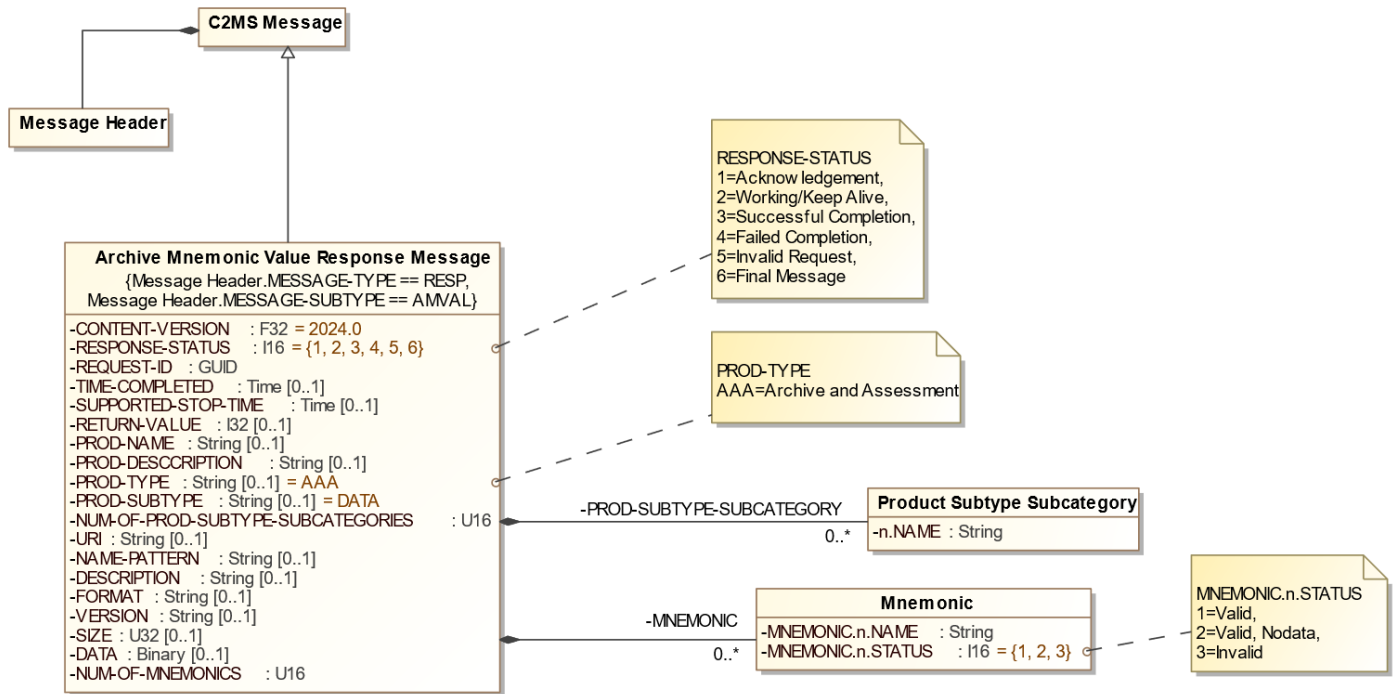 C2MS Message
Message Header
RESPONSE-STATUS
1=Acknow ledgement,
2=Working/Keep Alive,
3=Successful Completion,
4=Failed Completion,
5=Invalid Request,
6=Final Message
Archive Mnemonic Value Response Message
{Message Header.MESSAGE-TYPE == RESP,
Message Header.MESSAGE-SUBTYPE == AMVAL}
-CONTENT-VERSION : F32 = 2024.0
-RESPONSE-STATUS : I16 = {1, 2, 3, 4, 5, 6}
-REQUEST-ID : GUID
-TIME-COMPLETED : Time [0..1]
-SUPPORTED-STOP-TIME : Time [0..1]
-RETURN-VALUE : I32 [0..1]
-PROD-NAME : String [0..1]
-PROD-DESCCRIPTION : String [0..1]
-PROD-TYPE : String [0..1] = AAA
-PROD-SUBTYPE : String [0..1] = DATA
-NUM-OF-PROD-SUBTYPE-SUBCATEGORIES : U16
-URI : String [0..1]
-NAME-PATTERN : String [0..1]
-DESCRIPTION : String [0..1]
-FORMAT : String [0..1]
-VERSION : String [0..1]
-SIZE : U32 [0..1]
-DATA : Binary [0..1]
-NUM-OF-MNEMONICS : U16
PROD-TYPE
AAA=Archive and Assessment
-PROD-SUBTYPE-SUBCATEGORY
0..*
Product Subtype Subcategory
-n.NAME : String
-MNEMONIC
0..*
Mnemonic
-MNEMONIC.n.NAME : String
-MNEMONIC.n.STATUS : I16 = {1, 2, 3}
MNEMONIC.n.STATUS
1=Valid,
2=Valid, Nodata,
3=Invalid